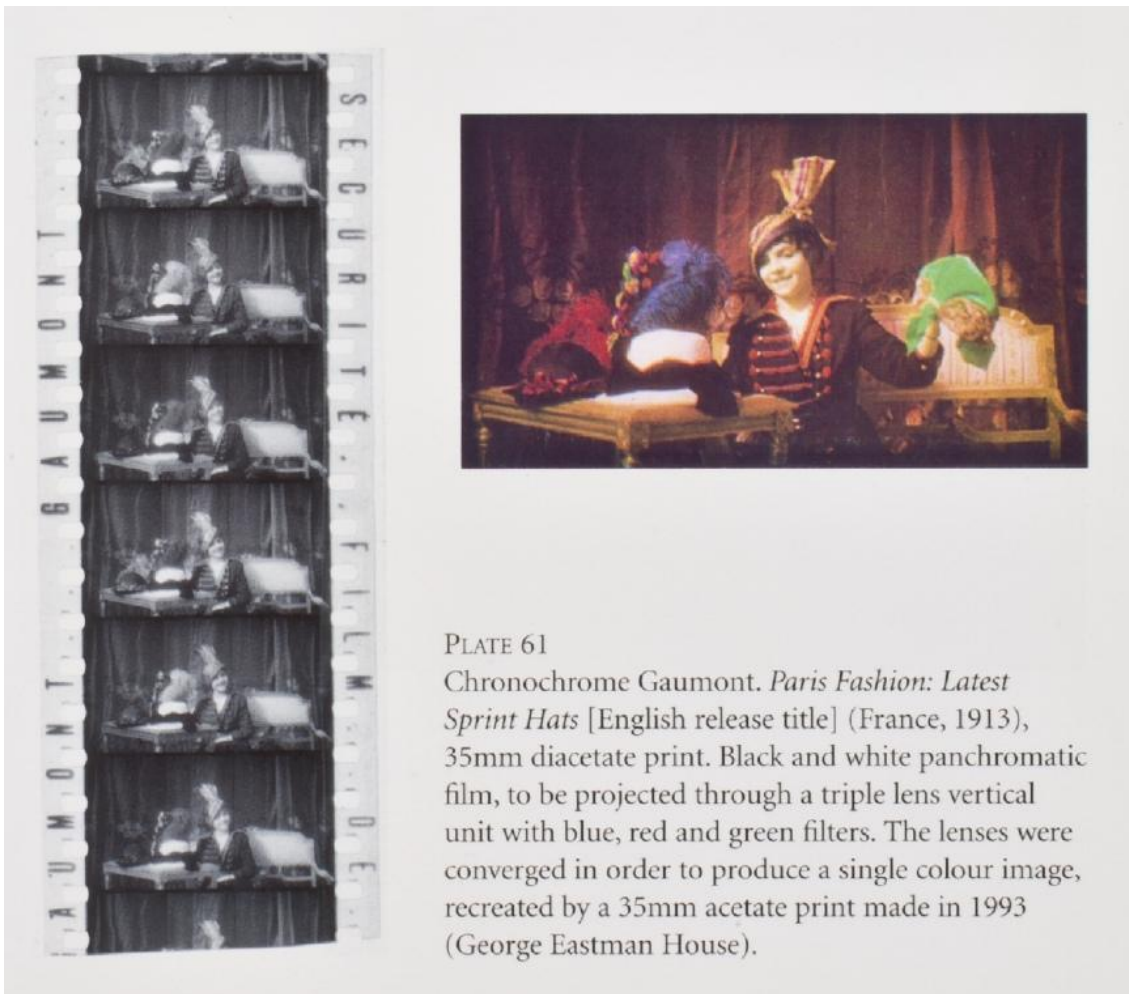 GAUMONT
GAUMONT
SECURITÉ. FILM. DE
PLATE 61
Chronochrome Gaumont. Paris Fashion: Latest
Sprint Hats [English release title] (France, 1913),
35mm diacetate print. Black and white panchromatic
film, to be projected through a triple lens vertical
unit with blue, red and green filters. The lenses were
converged in order to produce a single colour image,
recreated by a 35mm acetate print made in 1993
(George Eastman House).